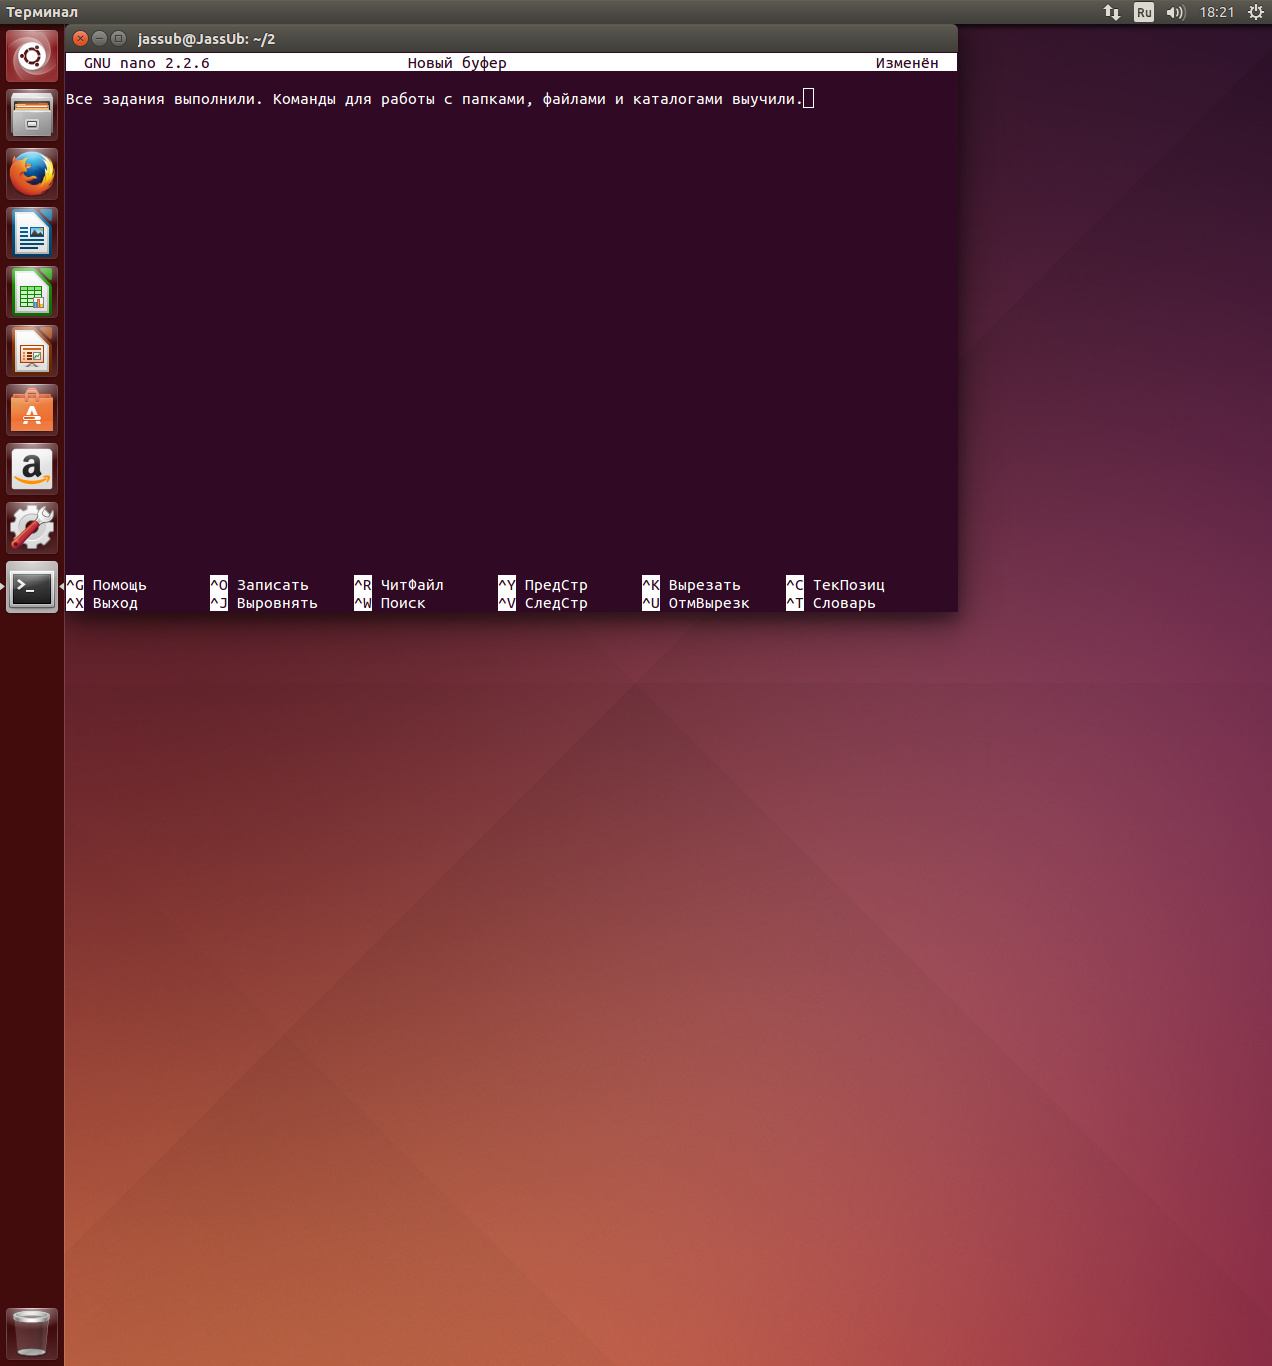 Терминал
Ru
18:21
jassub@JassUb: ~/2
GNU nano 2.2.6 Новый буфер Изменён
Все задания выполнили. Команды для работы с папками, файлами и каталогами выучили.
^G Помощь ^O Записать ^R ЧитФайл ^Y ПредСтр ^K Вырезать ^C ТекПозиц
^X Выход ^J Выровнять ^W Поиск ^V СледСтр ^U ОтмВырезк ^T Словарь